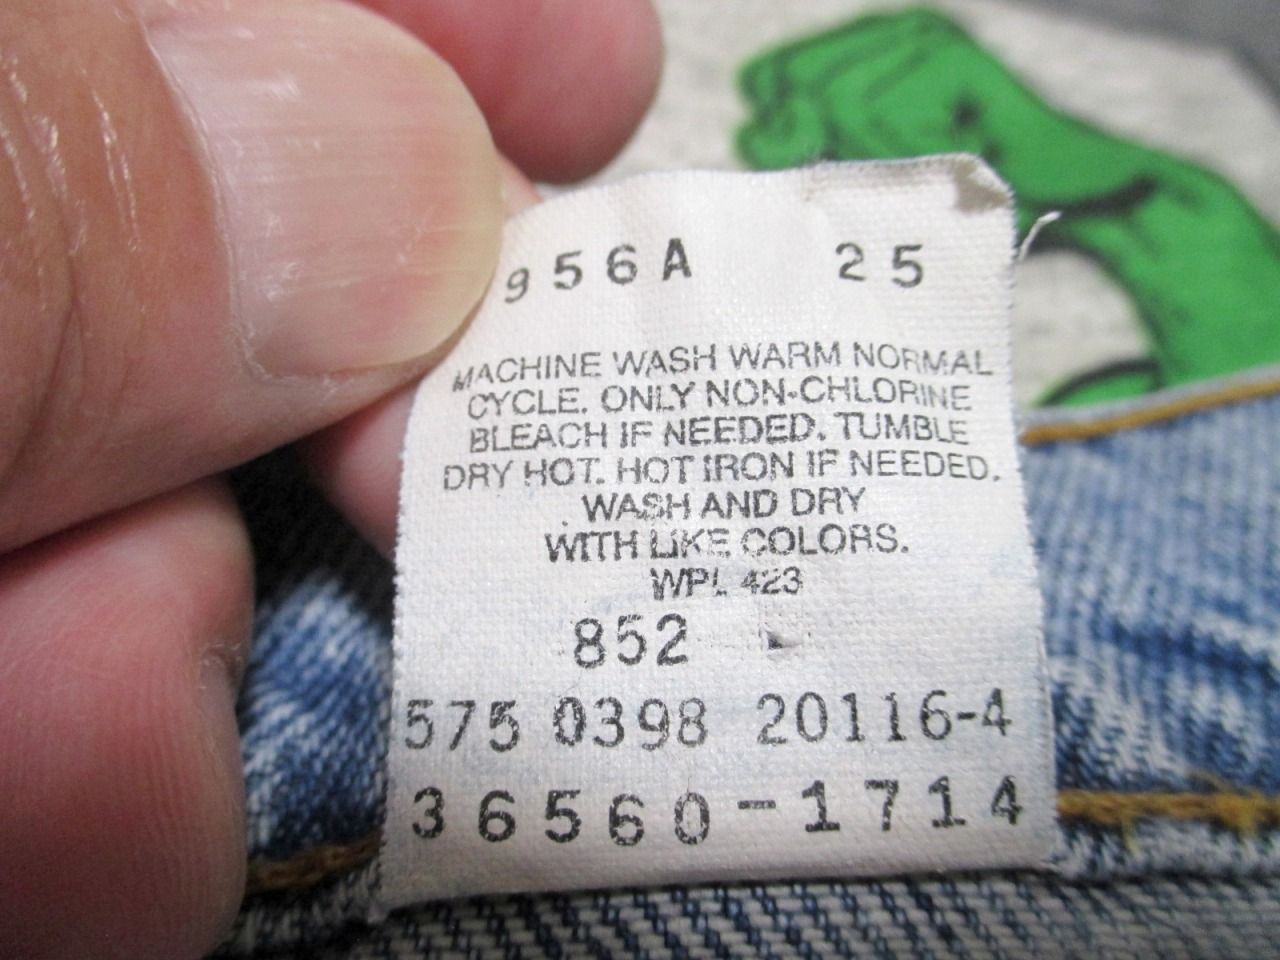 956A 25
MACHINE WASH WARM NORMAL
CYCLE. ONLY NON-CHLORINE
BLEACH IF NEEDED. TUMBLE
DRY HOT. HOT IRON IF NEEDED.
WASH AND DRY
WITH LIKE COLORS.
WPL 423
852
575 0398 20116-4
36560-1714